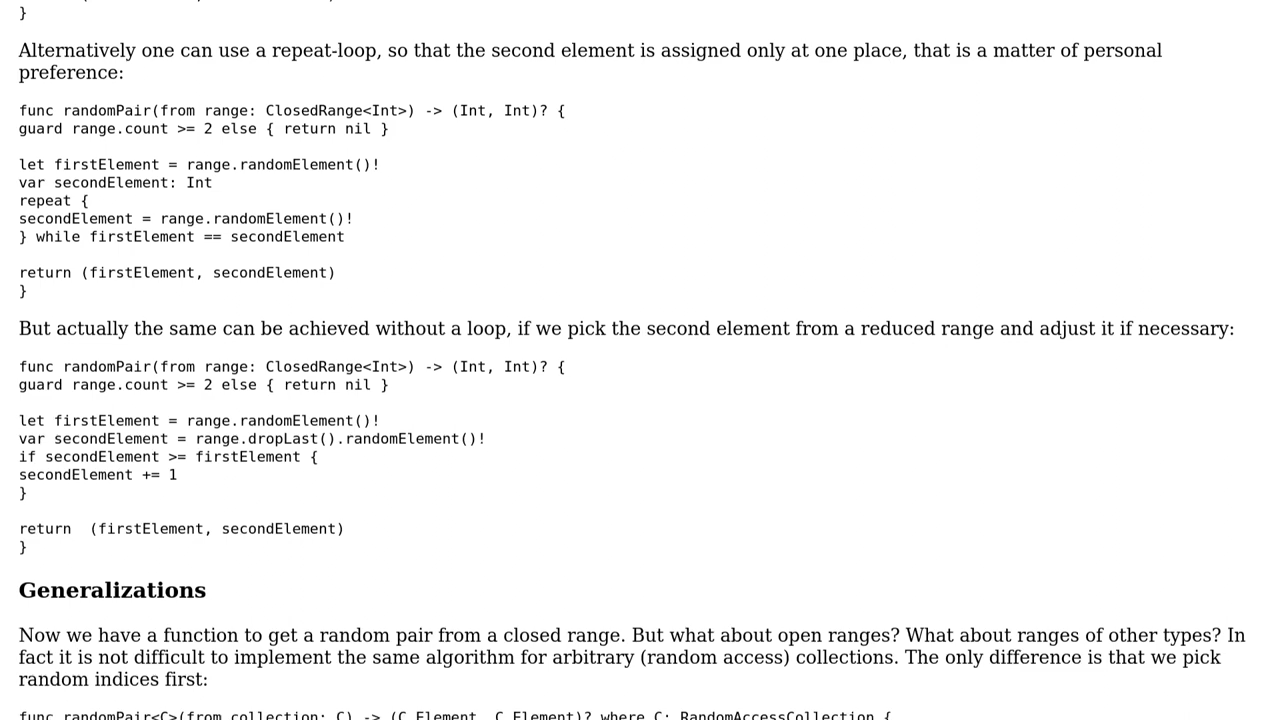 }
Alternatively one can use a repeat-loop, so that the second element is assigned only at one place, that is a matter of personal
preference:
func randomPair(from range: ClosedRange<Int>) -> (Int, Int)? {
guard range.count >= 2 else { return nil }
let firstElement = range.randomElement()!
var secondElement: Int
repeat {
secondElement = range.randomElement()!
} while firstElement == secondElement
return (firstElement, secondElement)
}
But actually the same can be achieved without a loop, if we pick the second element from a reduced range and adjust it if necessary:
func randomPair(from range: ClosedRange<Int>) -> (Int, Int)? {
guard range.count >= 2 else { return nil }
let firstElement = range.randomElement()!
var secondElement = range.dropLast().randomElement()!
if secondElement >= firstElement {
secondElement += 1
}
return  (firstElement, secondElement)
}
Generalizations
Now we have a function to get a random pair from a closed range. But what about open ranges? What about ranges of other types? In
fact it is not difficult to implement the same algorithm for arbitrary (random access) collections. The only difference is that we pick
random indices first:
func randomPair<C>(from collection: C) -> (C.Element, C.Element)? where C: RandomAccessCollection {